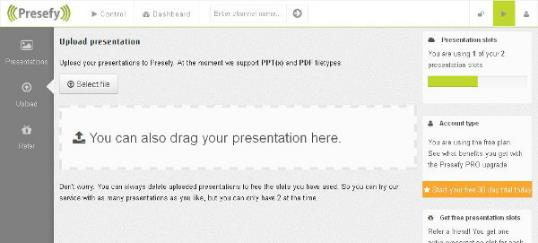 ((Presefy))
Control
Dashboard
Enter channel name..
Presentations
Upload
Refer
Upload presentation
Upload your presentations to Presefy. At the moment we support PPT(x) and PDF filetypes
Select file
You can also drag your presentation here.
Don't worry. You can always delete uploaded presentations to free the slots you have used. So you can try our
service with as many presentations as you like, but you can only have 2 at the time.
Presentation slots
You are using 1 of your 2
presentation slots
Account type
You are using the free plan.
See what benefits you get with
the Presefy PRO upgrade
Start your free 30 day trial today
Get free presentation slots
Refer a friend! You get one
extra presentation slot for each